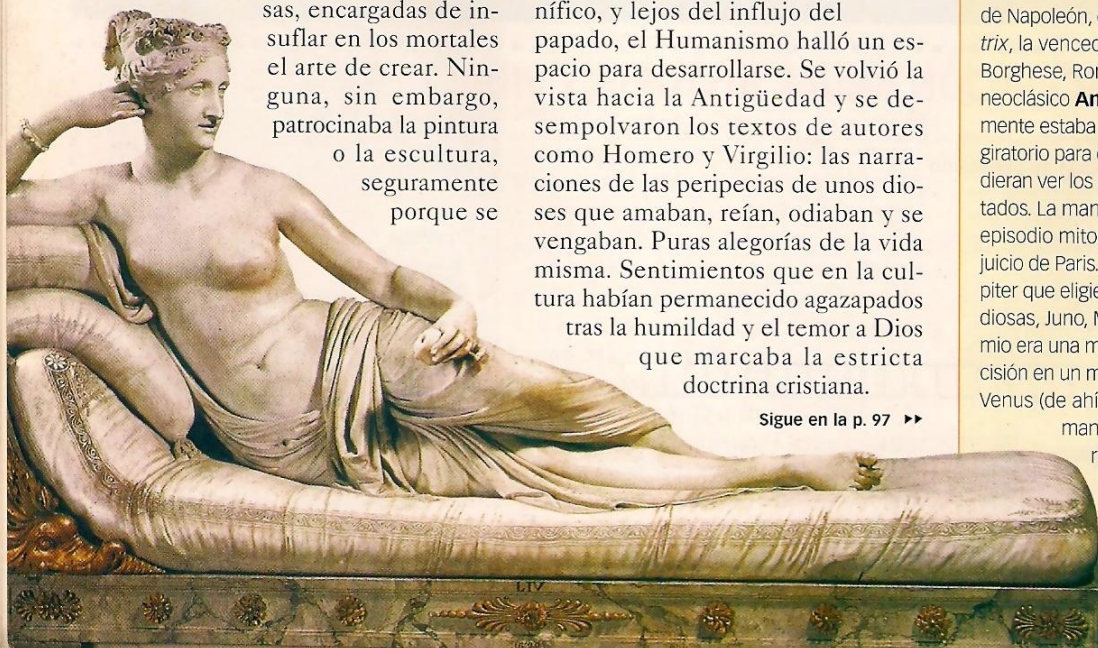 sas, encargadas de in-
suflar en los mortales
el arte de crear. Nin-
guna, sin embargo,
patrocinaba la pintura
o la escultura,
seguramente
porque se
nífico, y lejos del influjo del
papado, el Humanismo halló un es-
pacio para desarrollarse. Se volvió la
vista hacia la Antigüedad y se de-
sempolvaron los textos de autores
como Homero y Virgilio: las narra-
ciones de las peripecias de unos dio-
ses que amaban, reían, odiaban y se
vengaban. Puras alegorías de la vida
misma. Sentimientos que en la cul-
tura habían permanecido agazapados
tras la humildad y el temor a Dios
que marcaba la estricta
doctrina cristiana.
Sigue en la p. 97 ▸▸
de Napoleón,
trix, la venced
Borghese,
neoclásico
mente estaba
giratorio para
dieran ver los
tados. La man
episodio mito
juicio de Paris.
piter que eligie
diosas, Juno,
mio era una
cisión en un
Venus (de ahí
man
LIV